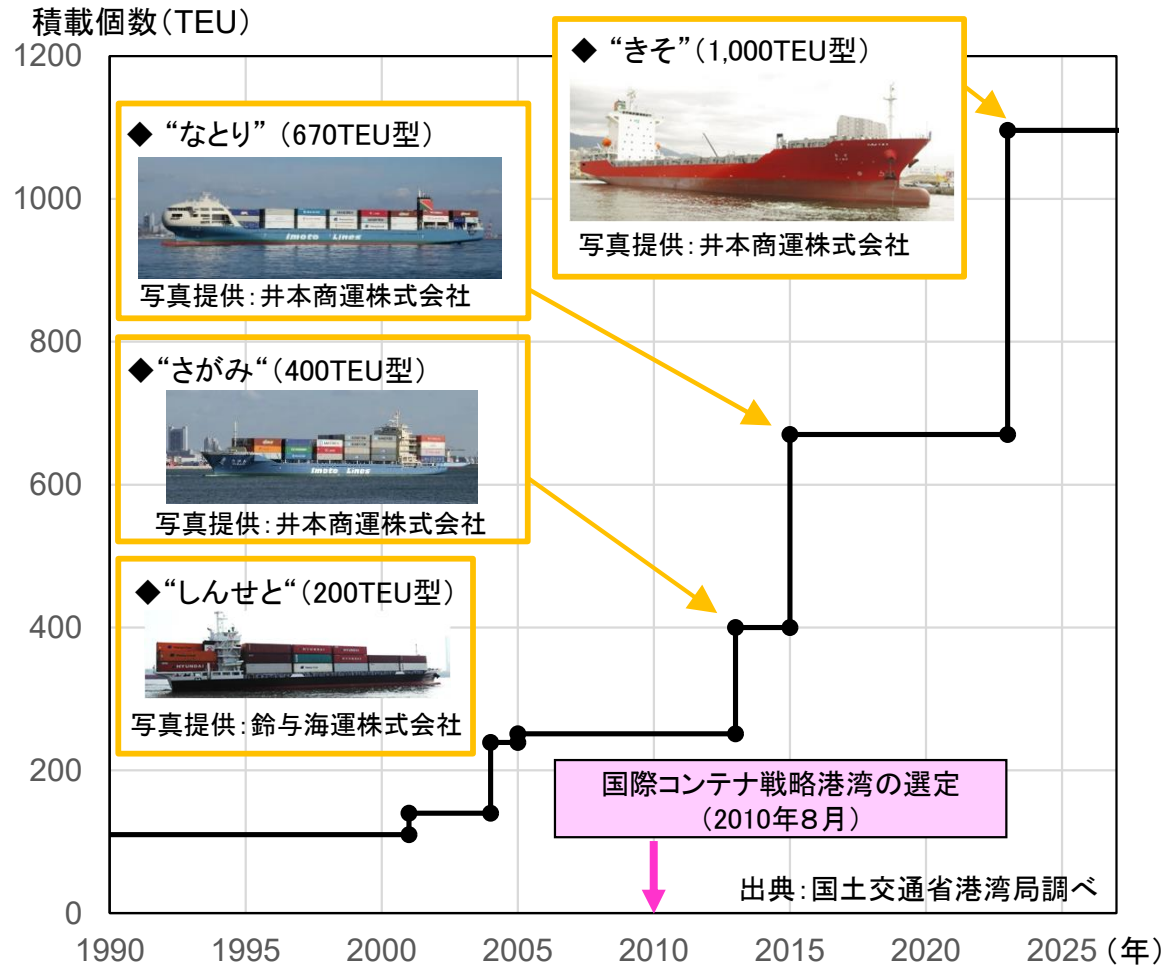 積載個数(TEU)
1200
1000
800
600
400
200
0
◆ “きそ”(1,000TEU型)
写真提供:井本商運株式会社
◆ “なとり” (670TEU型)
Imoto Lines
写真提供:井本商運株式会社
◆“さがみ“(400TEU型)
Imoto Lines
写真提供:井本商運株式会社
◆“しんせと“(200TEU型)
HYUNDAI
HYUNDAI
HYUNDAI
写真提供:鈴与海運株式会社
国際コンテナ戦略港湾の選定
(2010年8月)
出典:国土交通省港湾局調べ
1990 1995 2000 2005 2010 2015 2020 2025 (年)